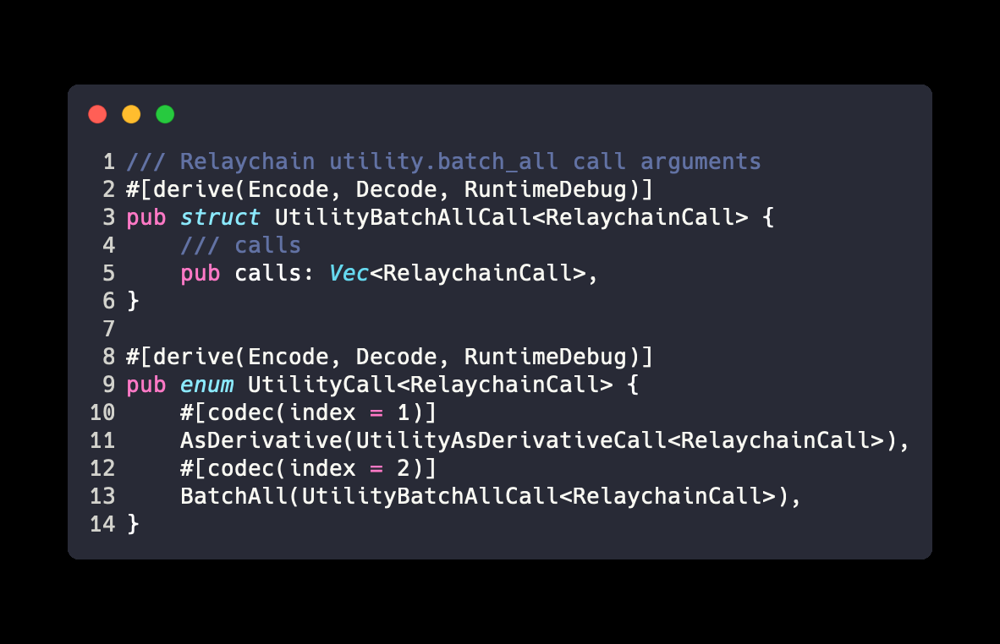 1 /// Relaychain utility.batch_all call arguments
2 #[derive(Encode, Decode, RuntimeDebug)]
3 pub struct UtilityBatchAllCall<RelaychainCall> {
4     /// calls
5     pub calls: Vec<RelaychainCall>,
6 }
7
8 #[derive(Encode, Decode, RuntimeDebug)]
9 pub enum UtilityCall<RelaychainCall> {
10     #[codec(index = 1)]
11     AsDerivative(UtilityAsDerivativeCall<RelaychainCall>),
12     #[codec(index = 2)]
13     BatchAll(UtilityBatchAllCall<RelaychainCall>),
14 }